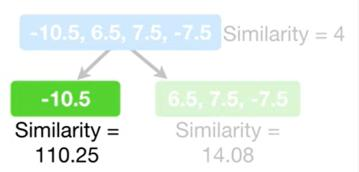 -10.5, 6.5, 7.5, -7.5 Similarity = 4
-10.5
Similarity =
110.25
6.5, 7.5, -7.5
Similarity =
14.08